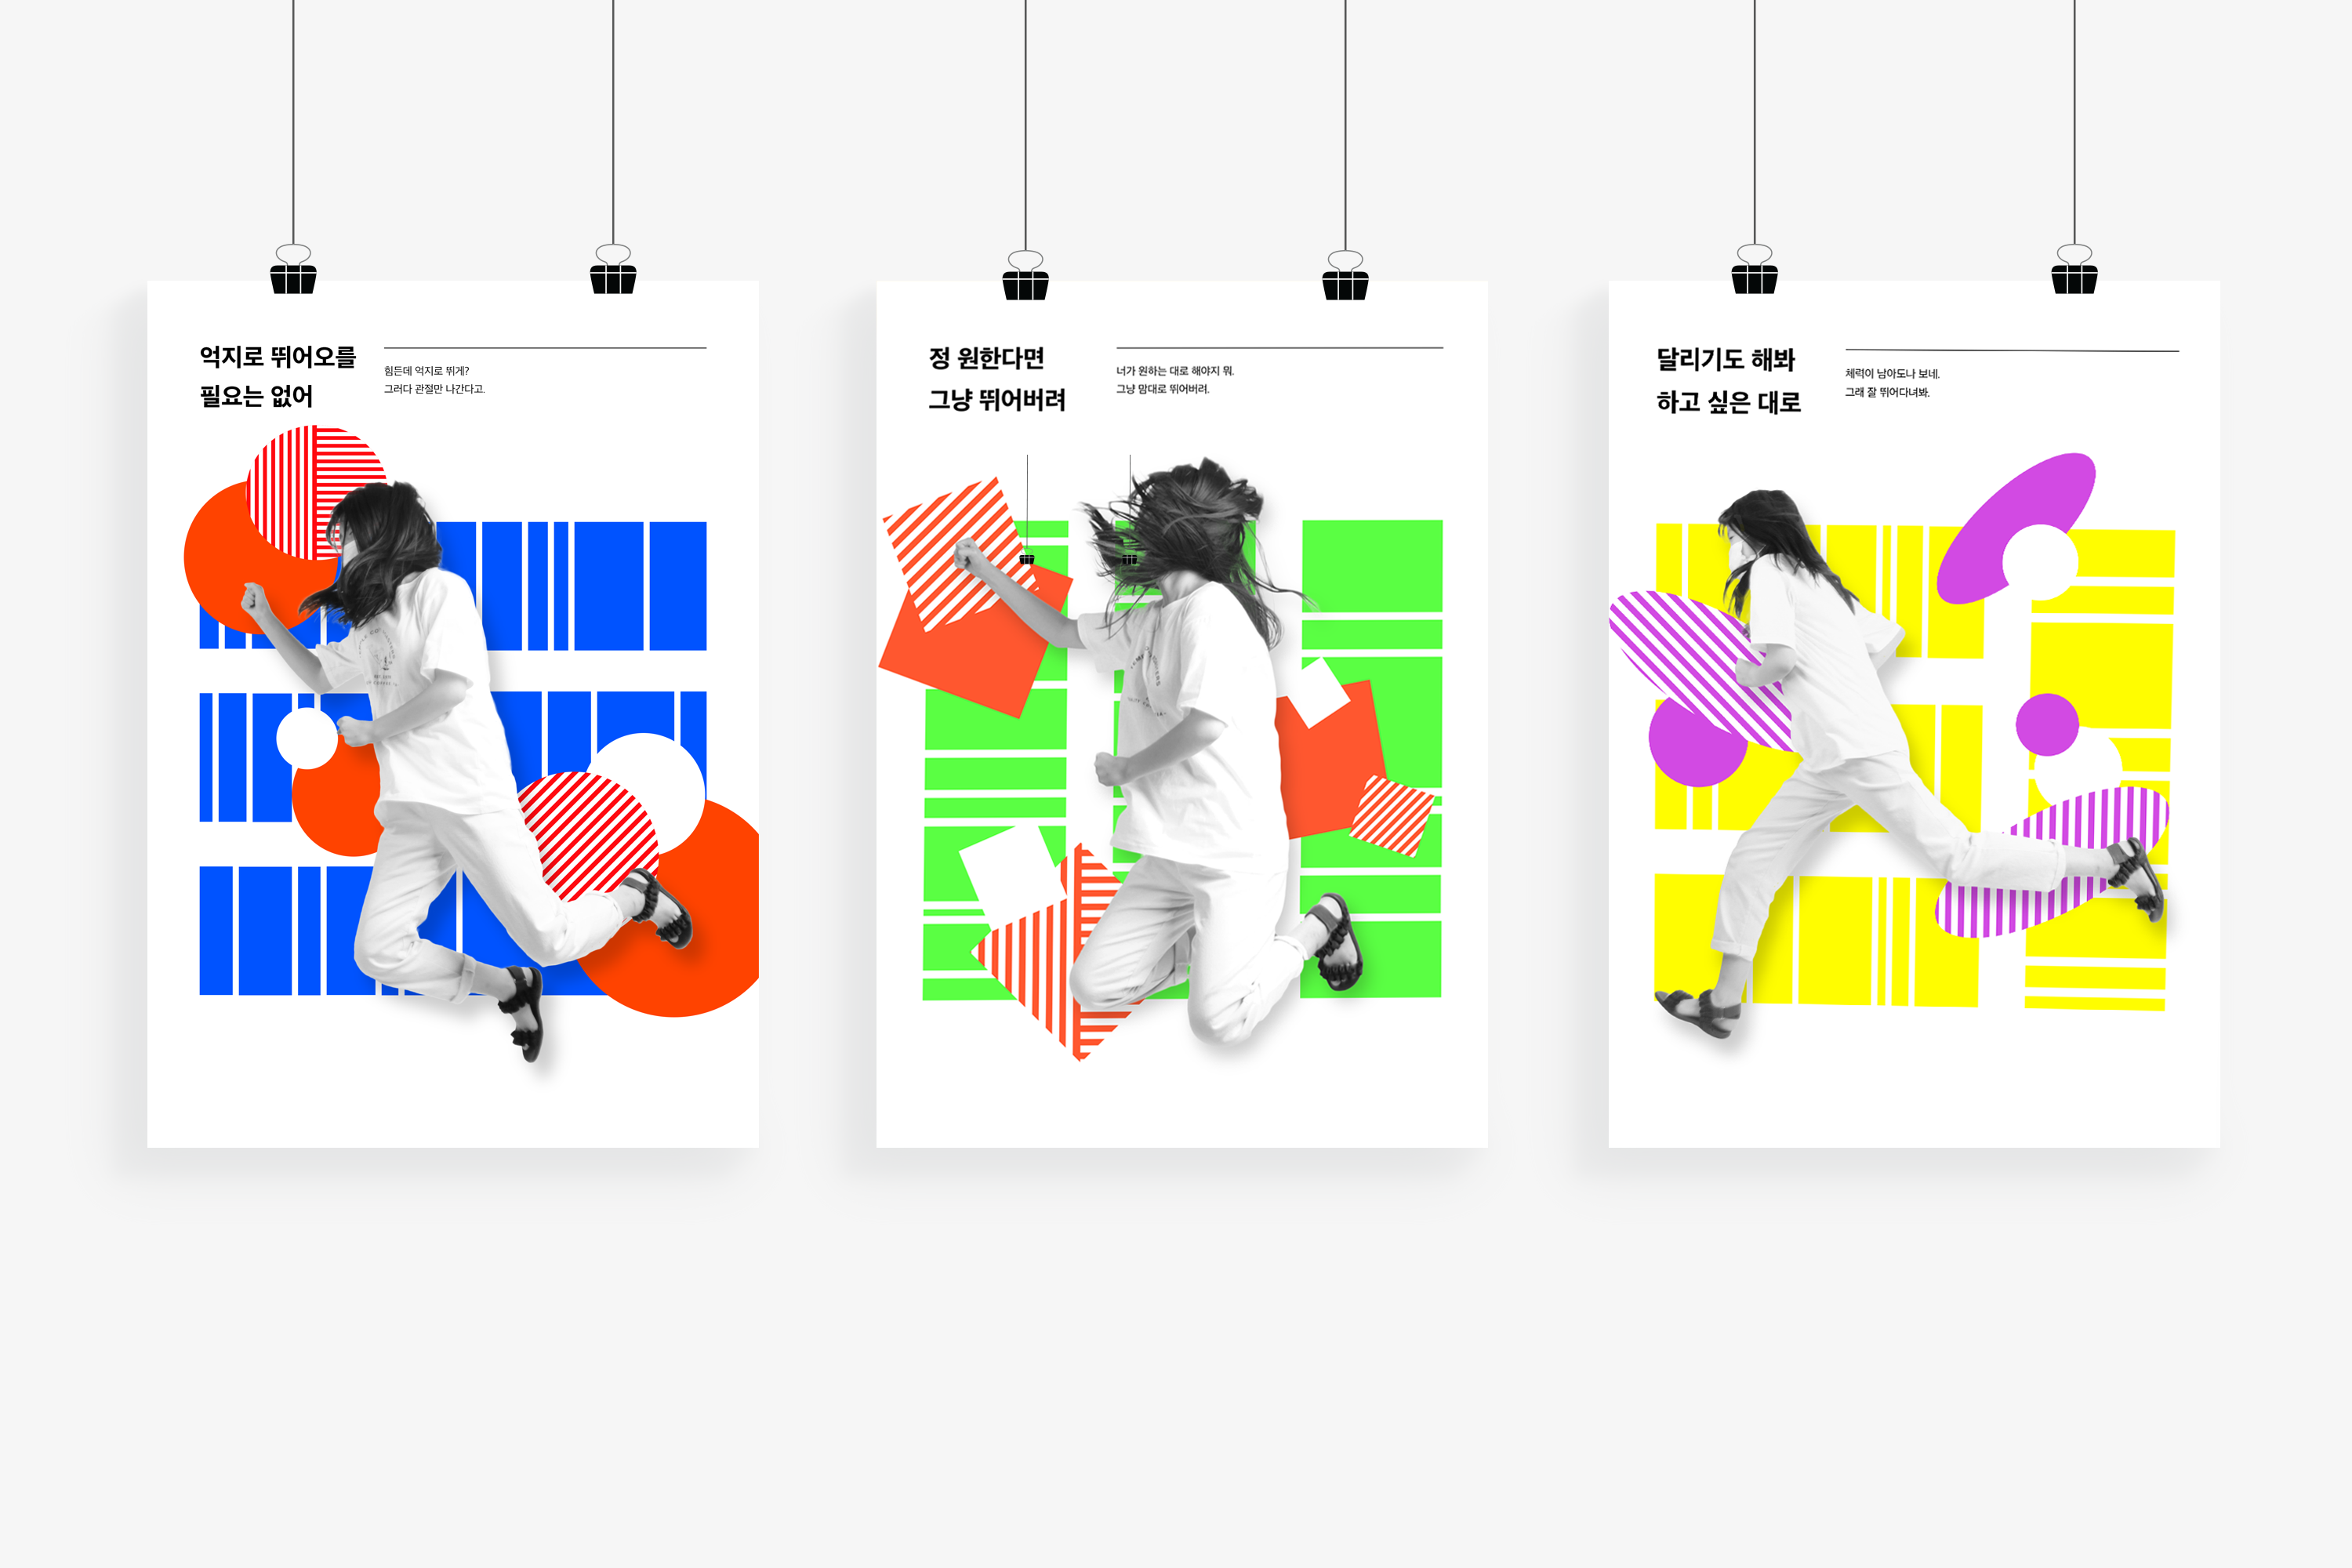 억지로 뛰어오를
필요는 없어
힘든데 억지로 뛰게?
그러다 관절만 나간다고.
정 원한다면
그냥 뛰어버려
너가 원하는 대로 해야지 뭐.
그냥 맘대로 뛰어버려.
달리기도 해봐
하고 싶은 대로
체력이 남아도나 보네.
그래 잘 뛰어다녀봐.